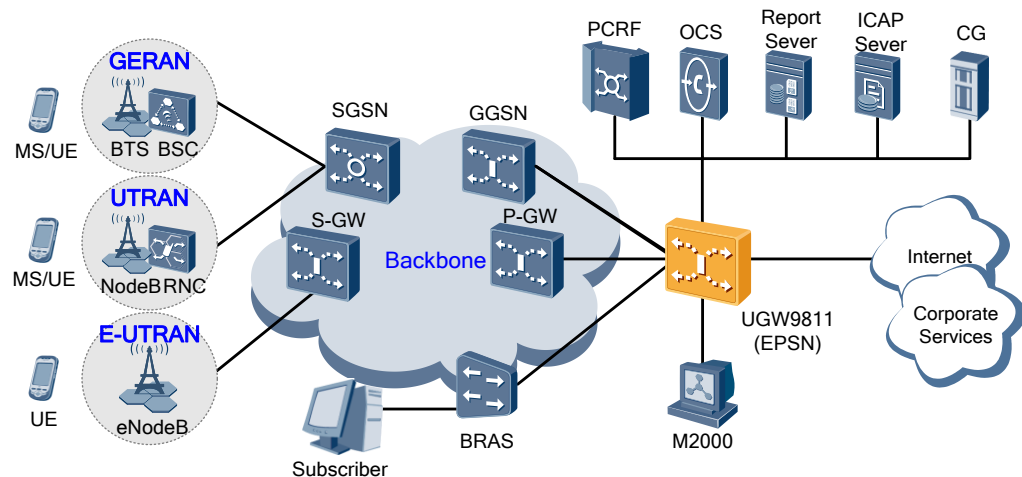 PCRF
OCS
Report
Sever
ICAP
Sever
CG
GERAN
MS/UE
BTS BSC
SGSN
GGSN
UTRAN
MS/UE
NodeB RNC
S-GW
P-GW
Backbone
Internet
Corporate
Services
UGW9811
(EPSN)
E-UTRAN
UE
eNodeB
Subscriber
BRAS
M2000